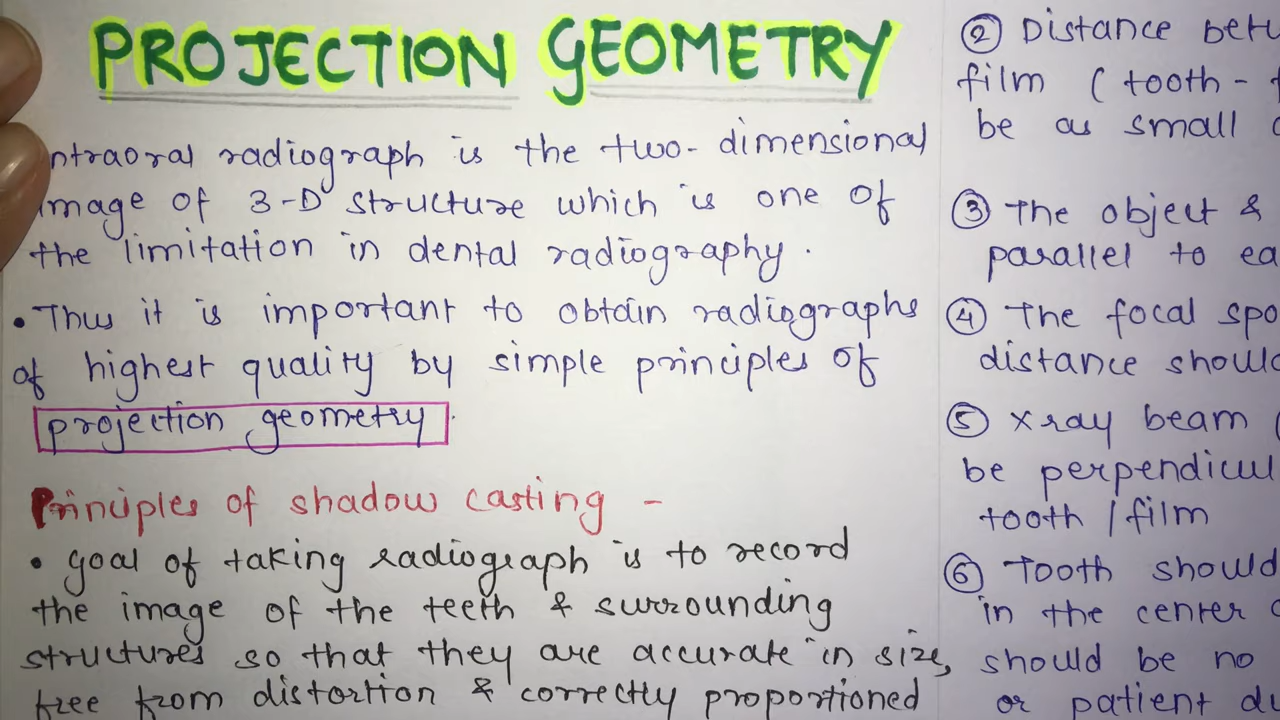 PROJECTION GEOMETRY
ntraoral radiograph is the two-dimensional
image of 3-D structure which is one of
the limitation in dental radiography.
• Thus it is important to obtain radiographs
of highest quality by simple principles of
projection geometry.
Principles of shadow casting -
• goal of taking radiograph is to record
the image of the teeth & surrounding
structures so that they are accurate in size,
free from distortion & correctly proportioned
② Distance betw
film (tooth-
be as small
③ The object &
parallel to ea
④ The focal spo
distance should
⑤ xray beam
be perpendicul
tooth / film
⑥ Tooth should
in the center
should be no
or patient du